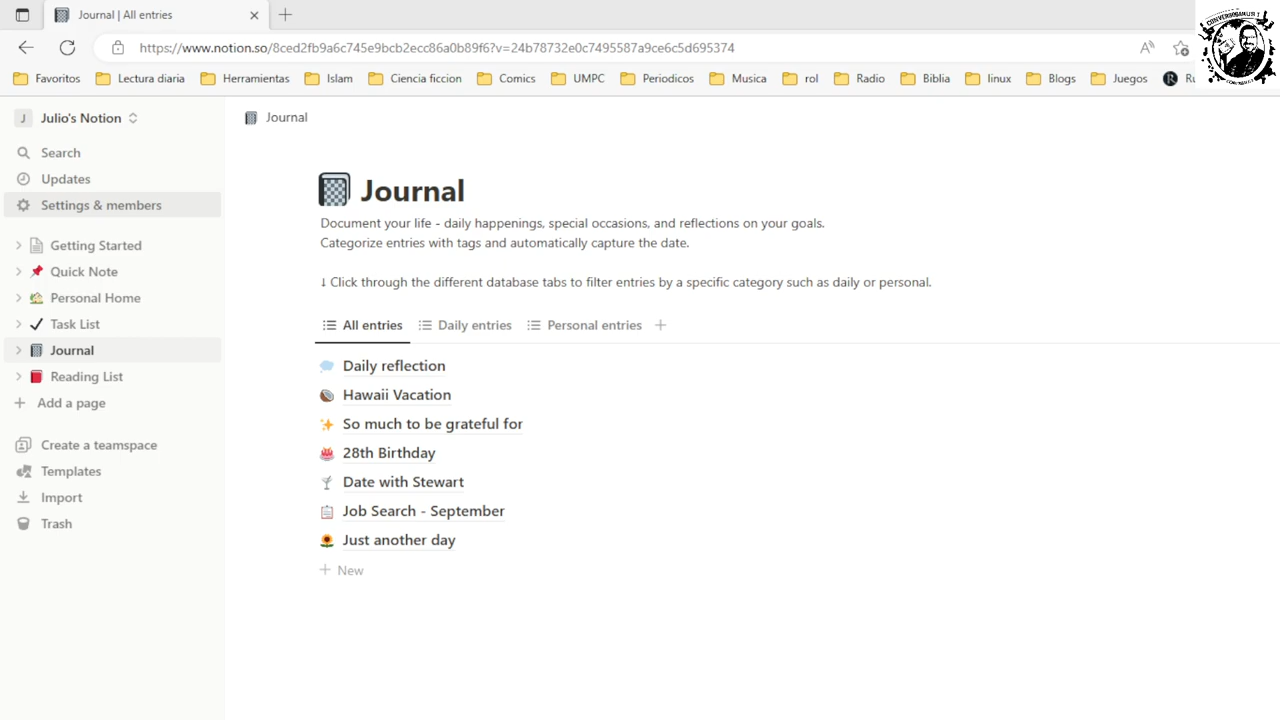 Journal | All entries
https://www.notion.so/8ced2fb9a6c745e9bcb2ecc86a0b89f6?v=24b78732e0c7495587a9ce6c5d695374
Favoritos Lectura diaria Herramientas Islam Ciencia ficcion Comics UMPC Periodicos Musica rol Radio Biblia linux Blogs Juegos
J Julio's Notion
Search
Updates
Settings & members
Getting Started
Quick Note
Personal Home
Task List
Journal
Reading List
Add a page
Create a teamspace
Templates
Import
Trash
Journal
Journal
Document your life - daily happenings, special occasions, and reflections on your goals.
Categorize entries with tags and automatically capture the date.
↓ Click through the different database tabs to filter entries by a specific category such as daily or personal.
All entries Daily entries Personal entries
Daily reflection
Hawaii Vacation
So much to be grateful for
28th Birthday
Date with Stewart
Job Search - September
Just another day
New